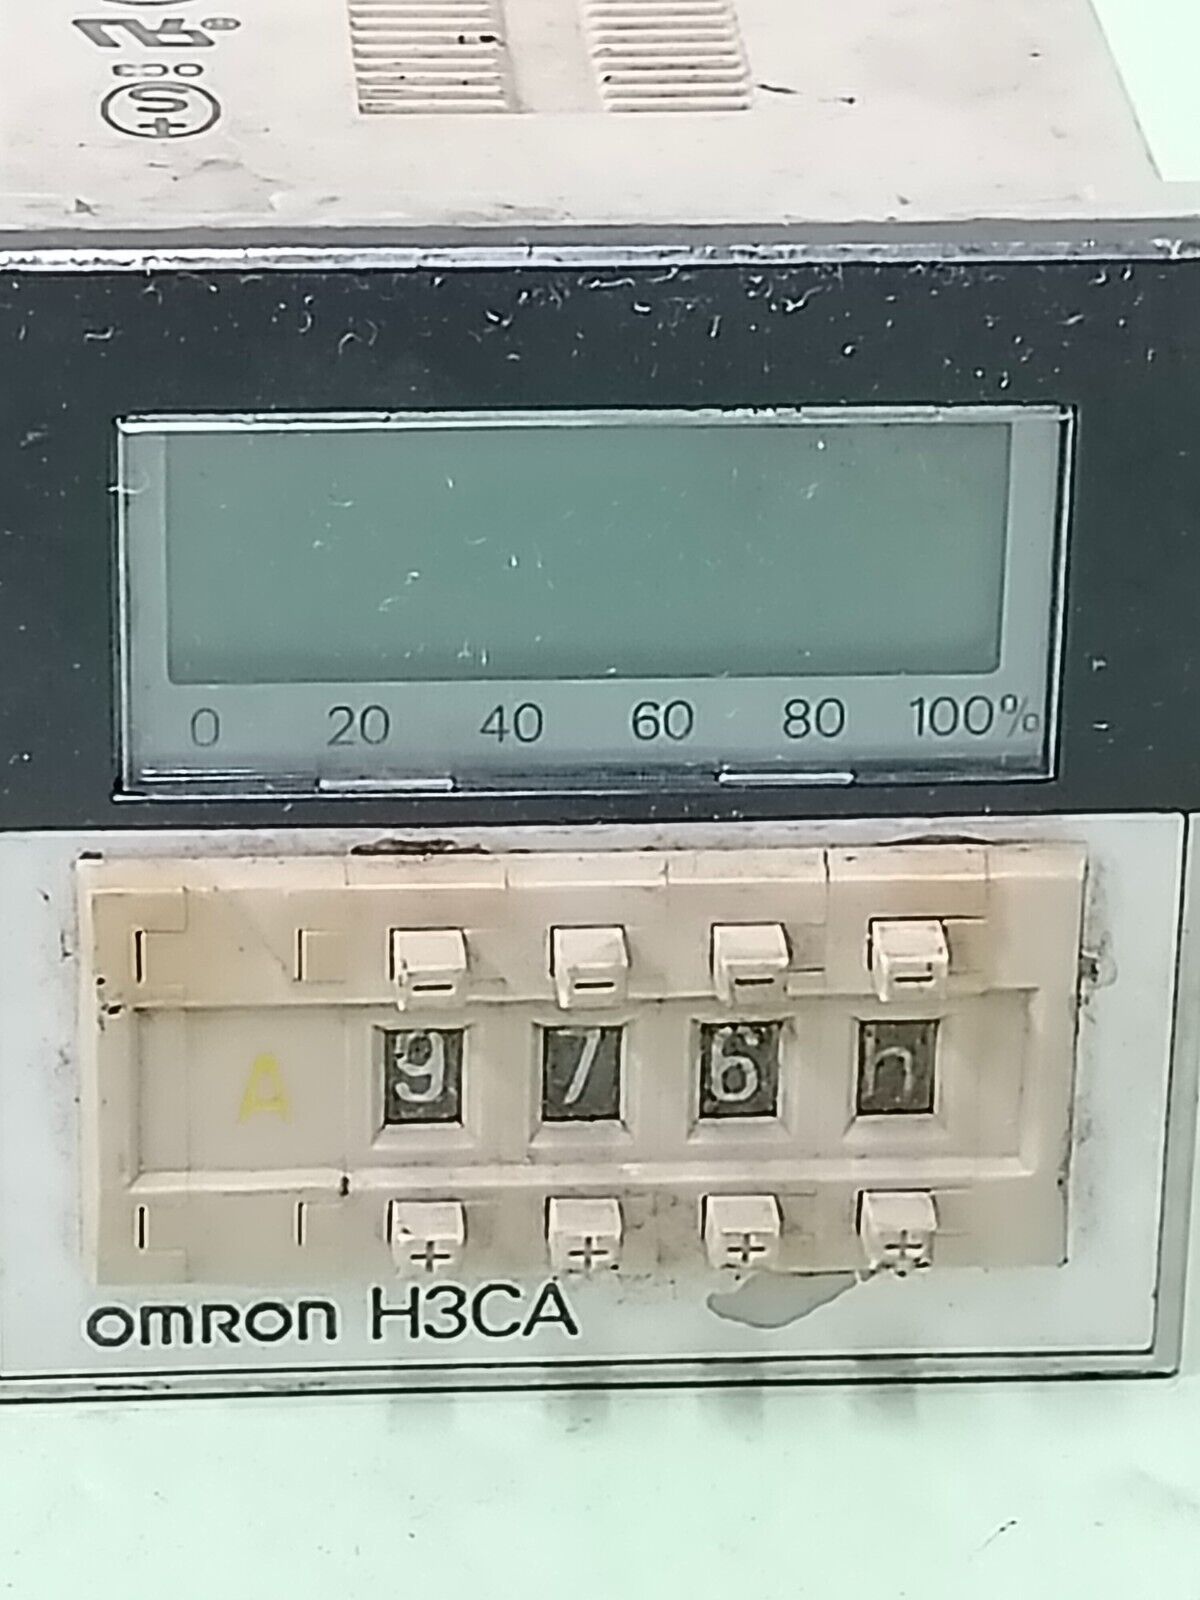 0 20 40 60 80 100%
- - - -
A 9 7 6 h
+ + + +
omron H3CA